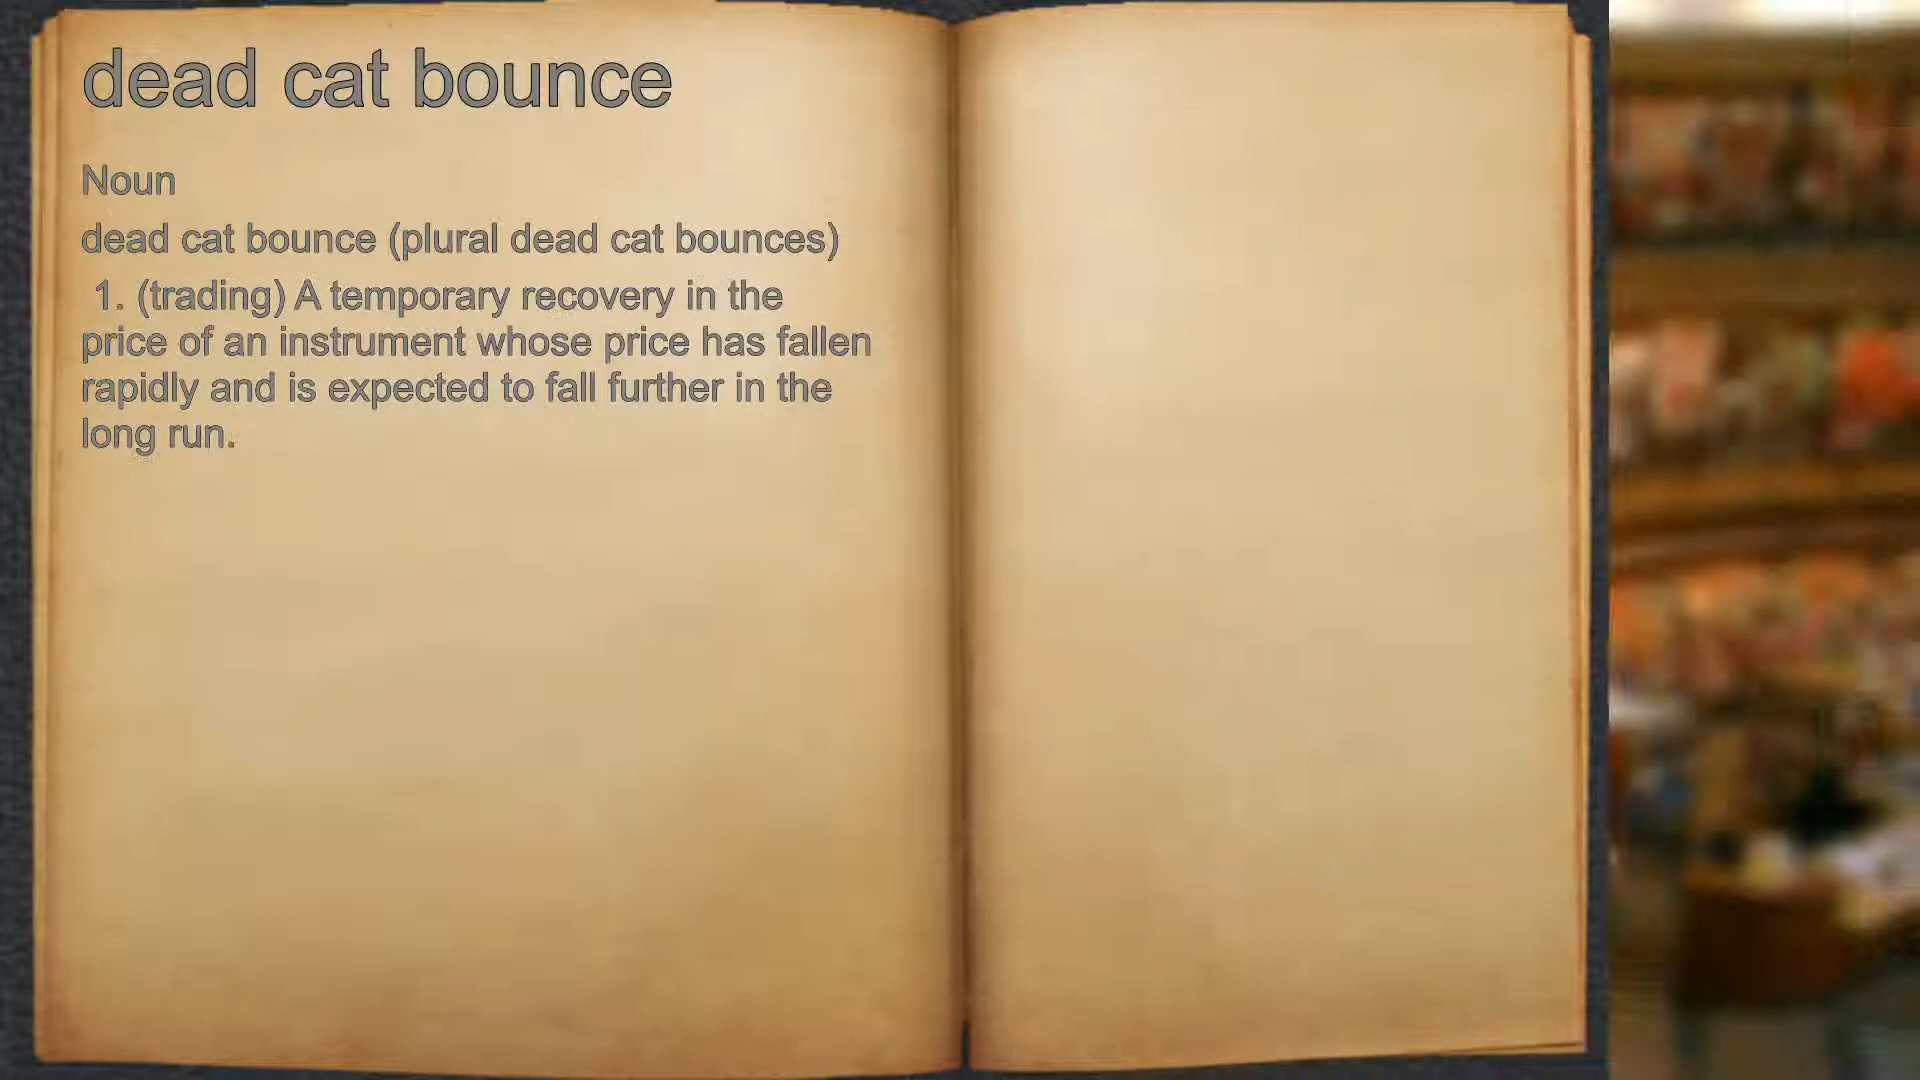 dead cat bounce
Noun
dead cat bounce (plural dead cat bounces)
1. (trading) A temporary recovery in the
price of an instrument whose price has fallen
rapidly and is expected to fall further in the
long run.